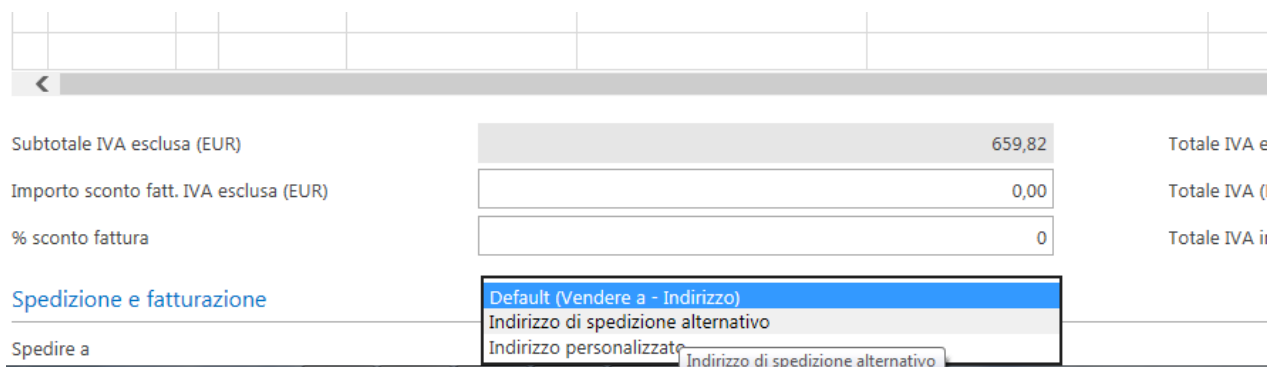 Subtotale IVA esclusa (EUR) 659,82 Totale IVA
Importo sconto fatt. IVA esclusa (EUR) 0,00 Totale IVA
% sconto fattura 0 Totale IVA
Spedizione e fatturazione Default (Vendere a - Indirizzo)
Indirizzo di spedizione alternativo
Spedire a Indirizzo personalizzato
Indirizzo di spedizione alternativo